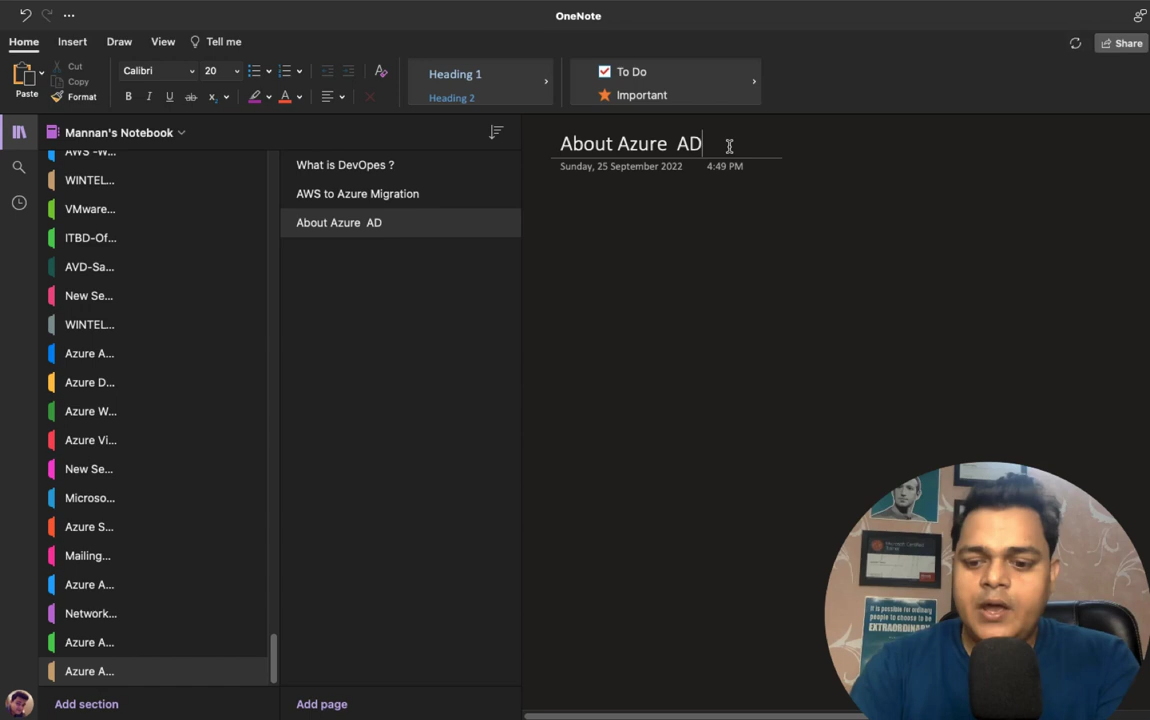 OneNote
Home Insert Draw View Tell me
Share
Paste
Cut
Copy
Format
Calibri 20
B I U ab x₂ A
Heading 1
Heading 2
To Do
Important
Mannan's Notebook
AWS -W...
WINTEL...
VMware...
ITBD-Of...
AVD-Sa...
New Se...
WINTEL...
Azure A...
Azure D...
Azure W...
Azure Vi...
New Se...
Microso...
Azure S...
Mailing...
Azure A...
Network...
Azure A...
Azure A...
Add section
What is DevOpes ?
AWS to Azure Migration
About Azure  AD
Add page
About Azure  AD
Sunday, 25 September 2022 4:49 PM
Microsoft Certified
It is possible for ordinary
people to choose to be
EXTRAORDINARY